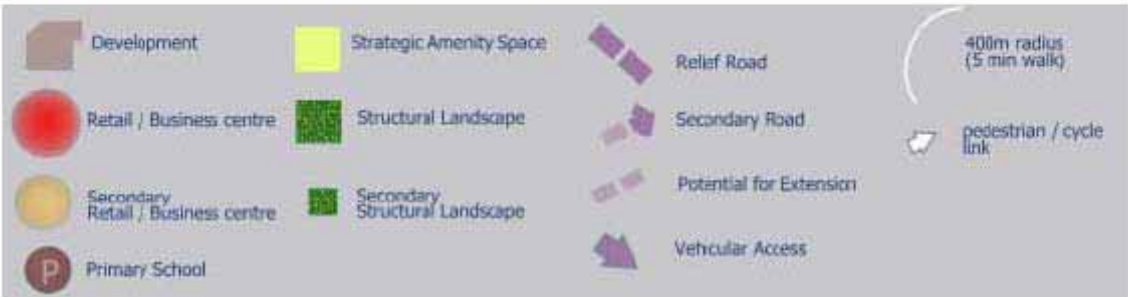 Development
Retail / Business centre
Secondary
Retail / Business centre
P
Primary School
Strategic Amenity Space
Structural Landscape
Secondary
Structural Landscape
Relief Road
Secondary Road
Potential for Extension
Vehicular Access
400m radius
(5 min walk)
pedestrian / cycle
link